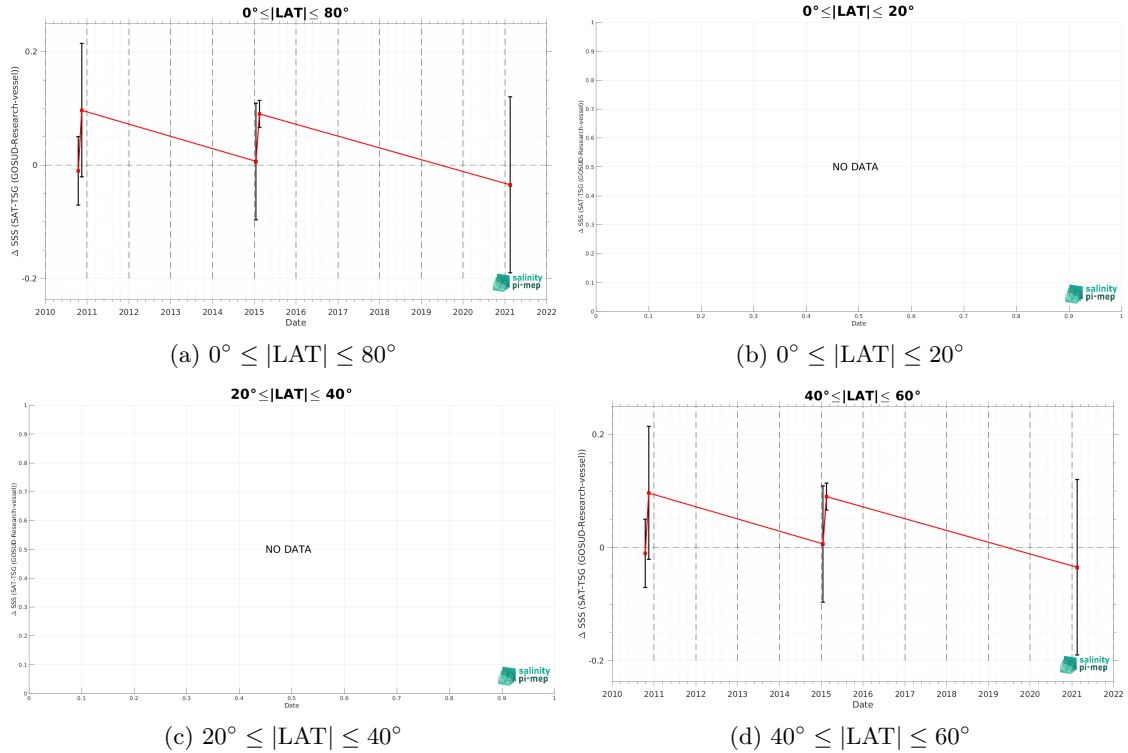 0°≤|LAT|≤ 80°
Δ SSS (SAT-TSG (GOSUD-Research-vessel))
0.2
0
-0.2
2010 2011 2012 2013 2014 2015 2016 2017 2018 2019 2020 2021 2022
Date
salinity
pi-mep
(a) 0° ≤ |LAT| ≤ 80°
0°≤|LAT|≤ 20°
Δ SSS (SAT-TSG (GOSUD-Research-vessel))
1
0.9
0.8
0.7
0.6
0.5
0.4
0.3
0.2
0.1
0
NO DATA
0 0.1 0.2 0.3 0.4 0.5 0.6 0.7 0.8 0.9 1
Date
salinity
pi-mep
(b) 0° ≤ |LAT| ≤ 20°
20°≤|LAT|≤ 40°
Δ SSS (SAT-TSG (GOSUD-Research-vessel))
1
0.9
0.8
0.7
0.6
0.5
0.4
0.3
0.2
0.1
0
NO DATA
0 0.1 0.2 0.3 0.4 0.5 0.6 0.7 0.8 0.9 1
Date
salinity
pi-mep
(c) 20° ≤ |LAT| ≤ 40°
40°≤|LAT|≤ 60°
Δ SSS (SAT-TSG (GOSUD-Research-vessel))
0.2
0
-0.2
2010 2011 2012 2013 2014 2015 2016 2017 2018 2019 2020 2021 2022
Date
salinity
pi-mep
(d) 40° ≤ |LAT| ≤ 60°